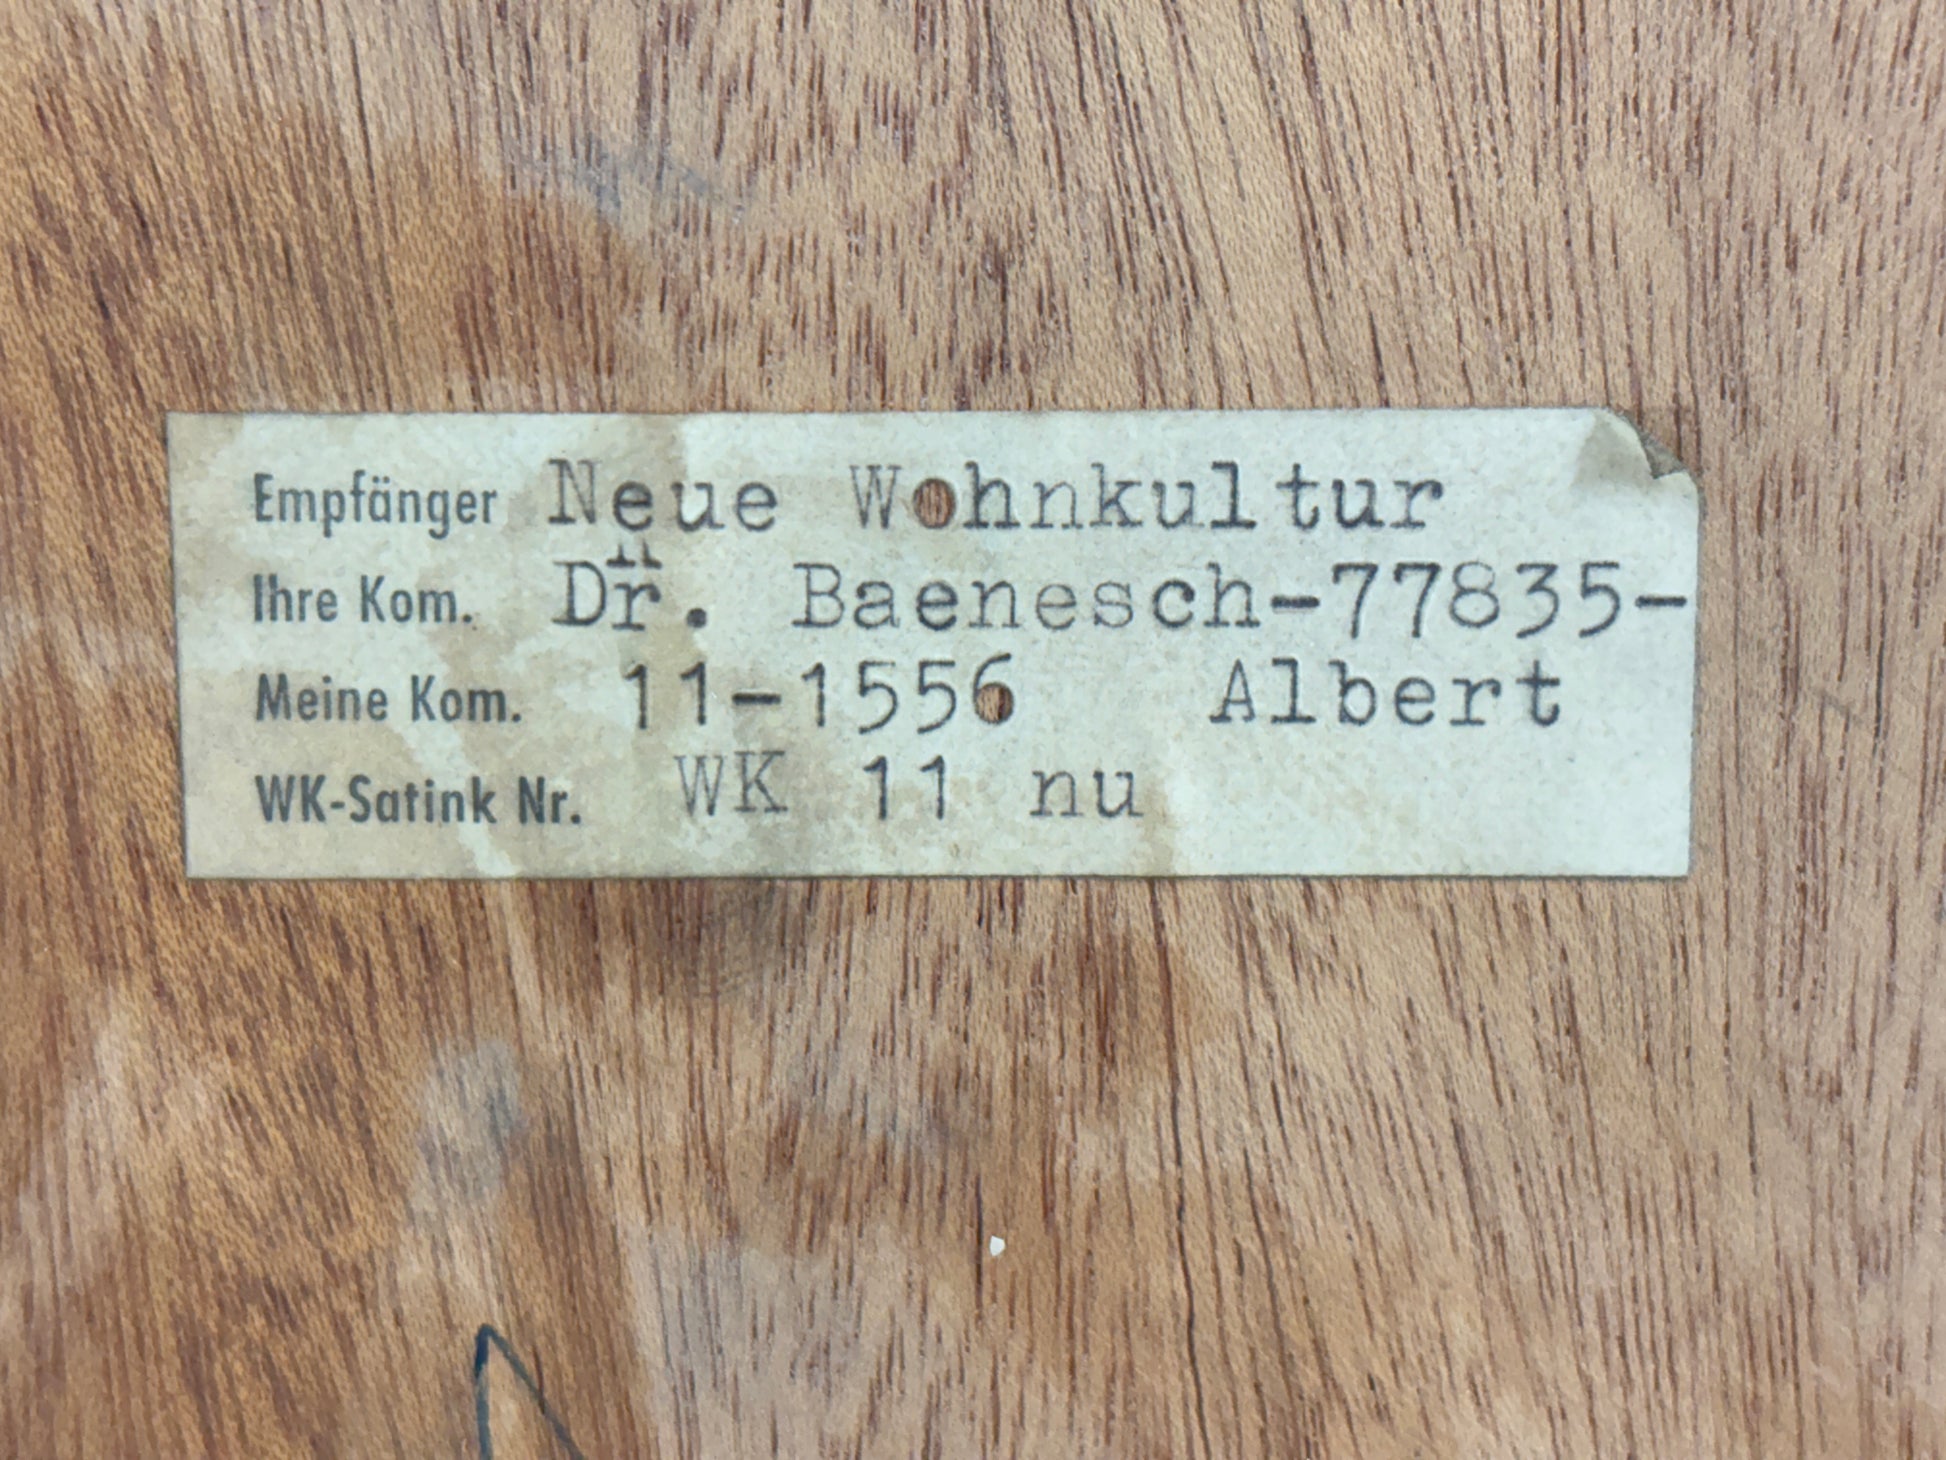 Empfänger Neue Wohnkultur
Ihre Kom. Dr. Baenesch-77835-
Meine Kom. 11-1556 Albert
WK-Satink Nr. WK 11 nu